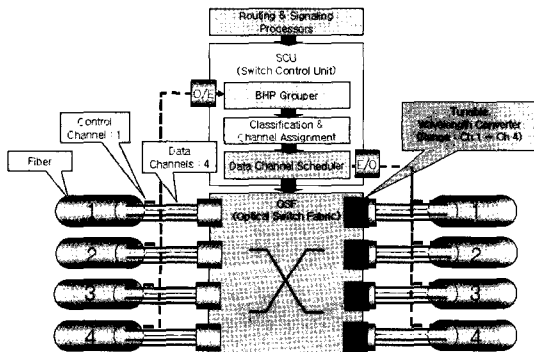 Routing & Signaling
Processors
SCU
(Switch Control Unit)
O/E
BHP Grouper
Classification &
Channel Assignment
Data Channel Scheduler
E/O
Tunable
Wavelength Converter
(Range : Ch 1 ~ Ch 4)
Control
Channel : 1
Data
Channels : 4
Fiber
OSF
(Optical Switch Fabric)
1
2
3
4
1
2
3
4